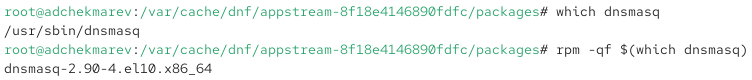 root@adchekmarev:/var/cache/dnf/appstream-8f18e4146890fdfc/packages# which dnsmasq
/usr/sbin/dnsmasq
root@adchekmarev:/var/cache/dnf/appstream-8f18e4146890fdfc/packages# rpm -qf $(which dnsmasq)
dnsmasq-2.90-4.el10.x86_64